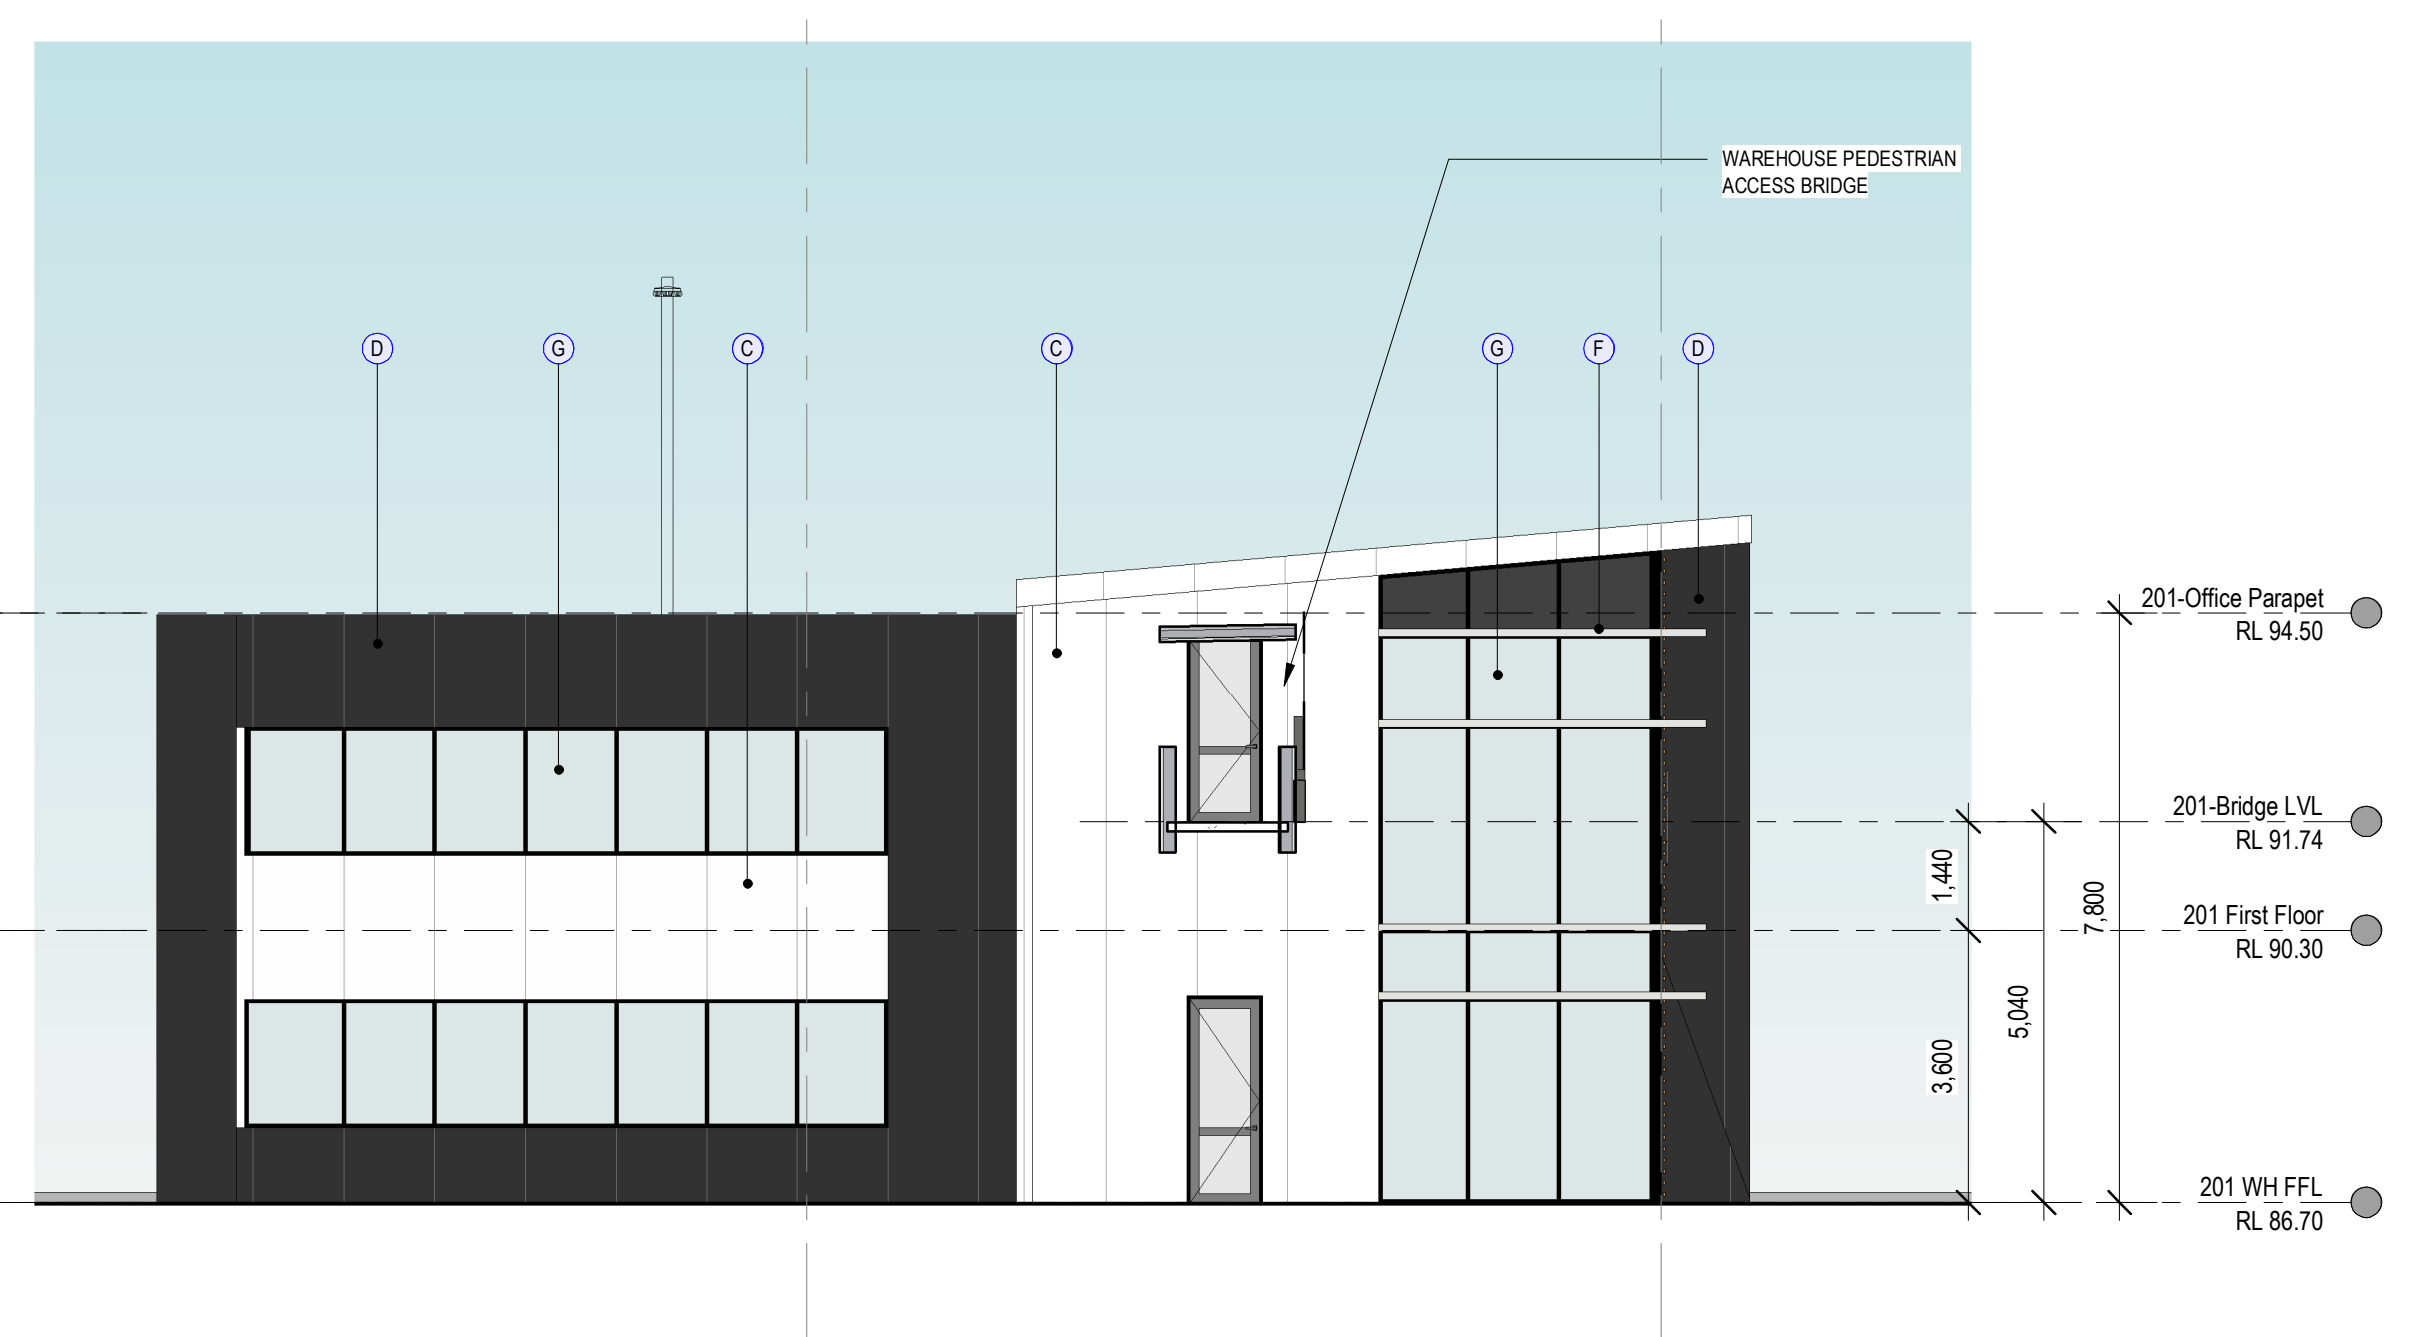 WAREHOUSE PEDESTRIAN
ACCESS BRIDGE
D
G
C
C
G
F
D
201-Office Parapet
RL 94.50
201-Bridge LVL
RL 91.74
1,440
7,800
201 First Floor
RL 90.30
5,040
3,600
201 WH FFL
RL 86.70